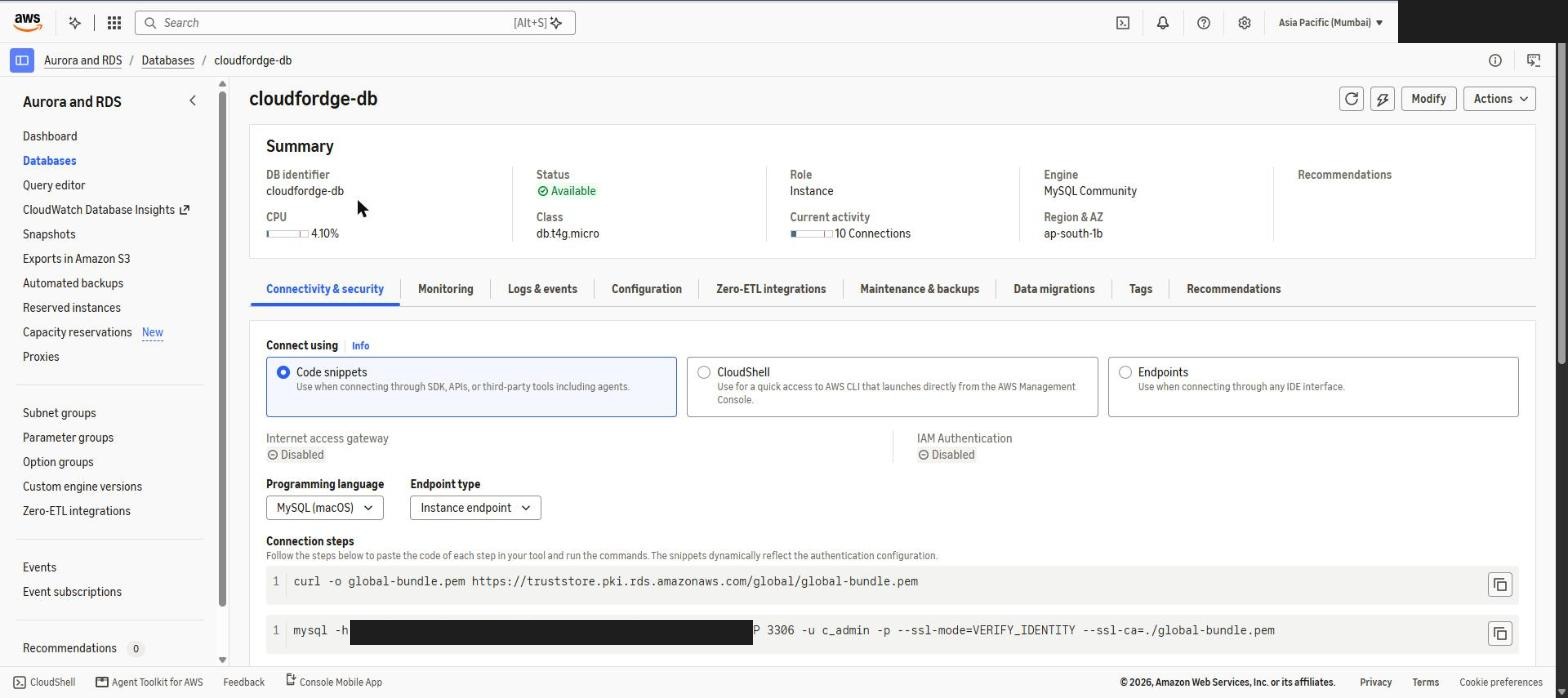 aws Search [Alt+S] Asia Pacific (Mumbai)
Aurora and RDS / Databases / cloudfordge-db
Aurora and RDS
Dashboard
Databases
Query editor
CloudWatch Database Insights
Snapshots
Exports in Amazon S3
Automated backups
Reserved instances
Capacity reservations New
Proxies
Subnet groups
Parameter groups
Option groups
Custom engine versions
Zero-ETL integrations
Events
Event subscriptions
Recommendations 0
cloudfordge-db Modify Actions
Summary
DB identifier Status Role Engine Recommendations
cloudfordge-db Available Instance MySQL Community
CPU Class Current activity Region & AZ
4.10% db.t4g.micro 10 Connections ap-south-1b
Connectivity & security Monitoring Logs & events Configuration Zero-ETL integrations Maintenance & backups Data migrations Tags Recommendations
Connect using Info
Code snippets
Use when connecting through SDK, APIs, or third-party tools including agents.
CloudShell
Use for a quick access to AWS CLI that launches directly from the AWS Management
Console.
Endpoints
Use when connecting through any IDE interface.
Internet access gateway IAM Authentication
Disabled Disabled
Programming language Endpoint type
MySQL (macOS) Instance endpoint
Connection steps
Follow the steps below to paste the code of each step in your tool and run the commands. The snippets dynamically reflect the authentication configuration.
1 curl -o global-bundle.pem https://truststore.pki.rds.amazonaws.com/global/global-bundle.pem
1 mysql -h P 3306 -u c_admin -p --ssl-mode=VERIFY_IDENTITY --ssl-ca=./global-bundle.pem
CloudShell Agent Toolkit for AWS Feedback Console Mobile App © 2026, Amazon Web Services, Inc. or its affiliates. Privacy Terms Cookie preferences